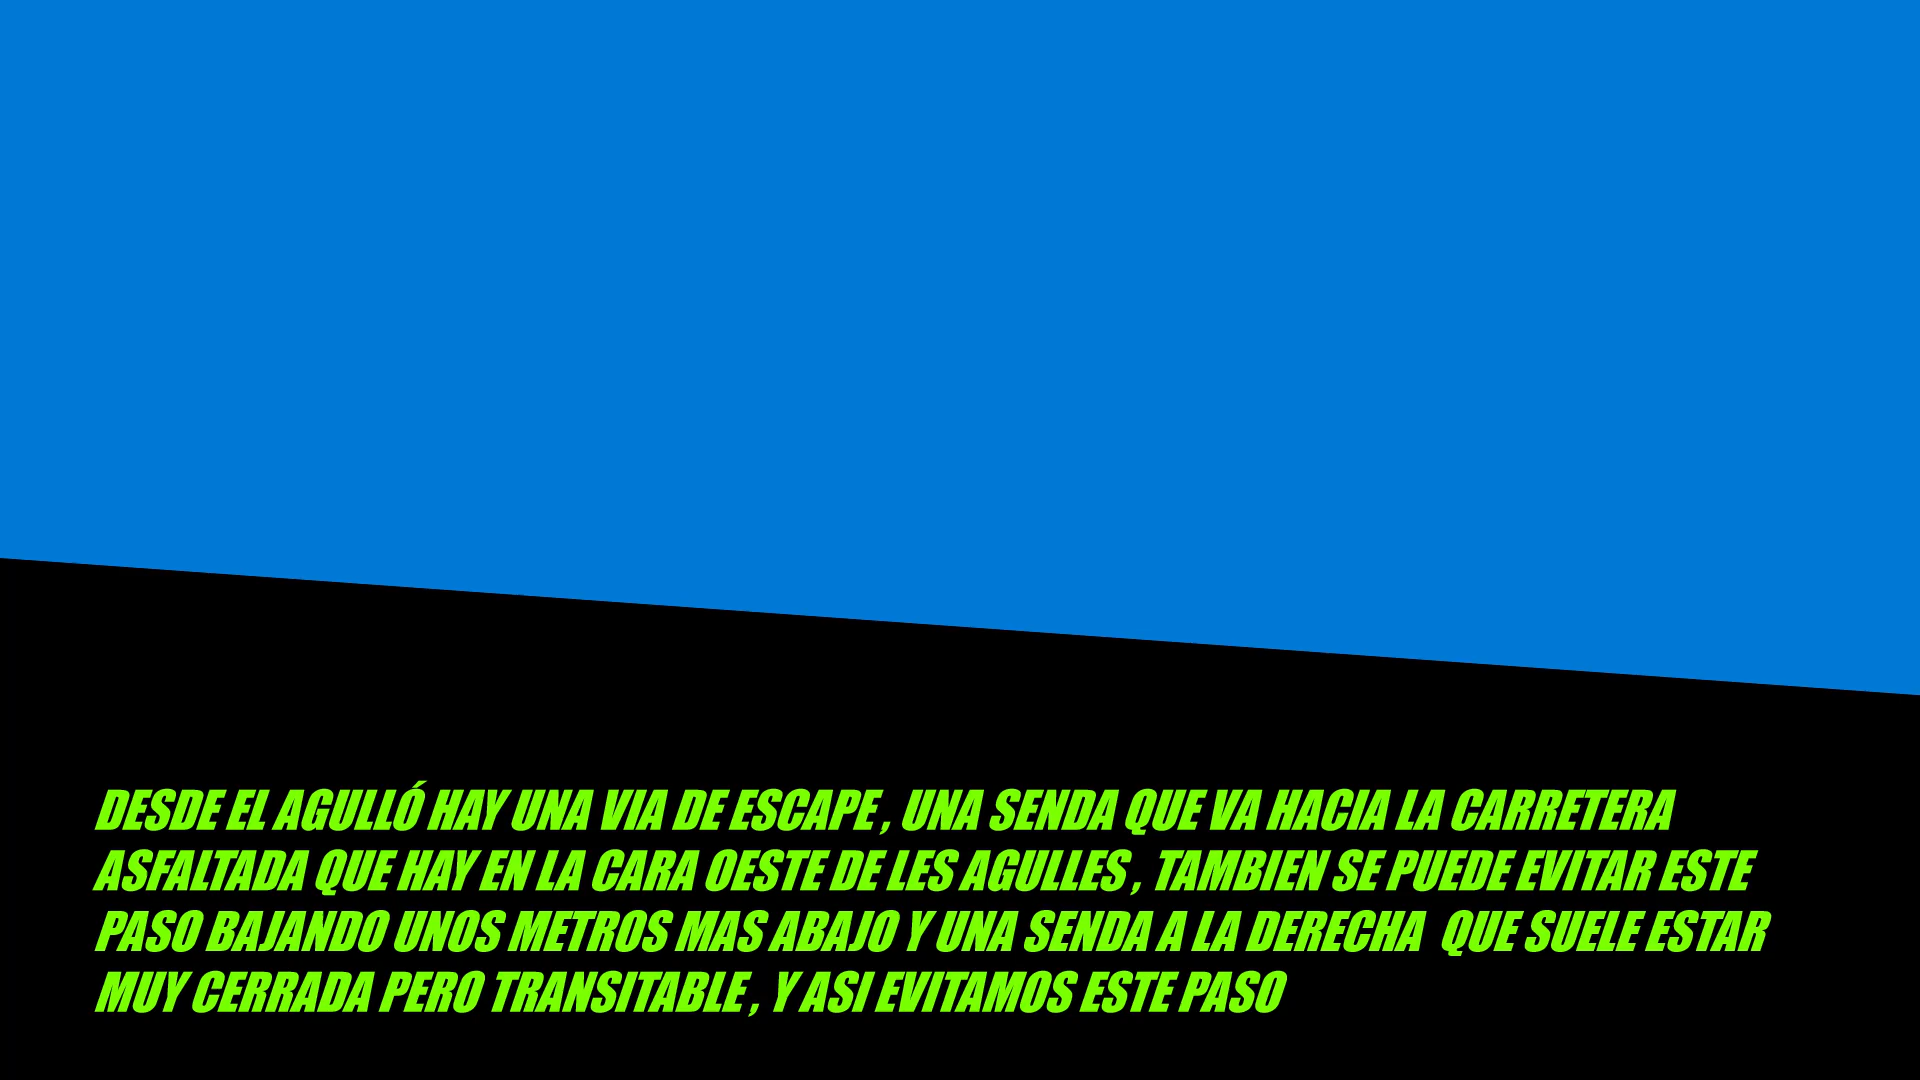 DESDE EL AGULLÓ HAY UNA VIA DE ESCAPE , UNA SENDA QUE VA HACIA LA CARRETERA
ASFALTADA QUE HAY EN LA CARA OESTE DE LES AGULLES , TAMBIEN SE PUEDE EVITAR ESTE
PASO BAJANDO UNOS METROS MAS ABAJO Y UNA SENDA A LA DERECHA  QUE SUELE ESTAR
MUY CERRADA PERO TRANSITABLE , Y ASI EVITAMOS ESTE PASO